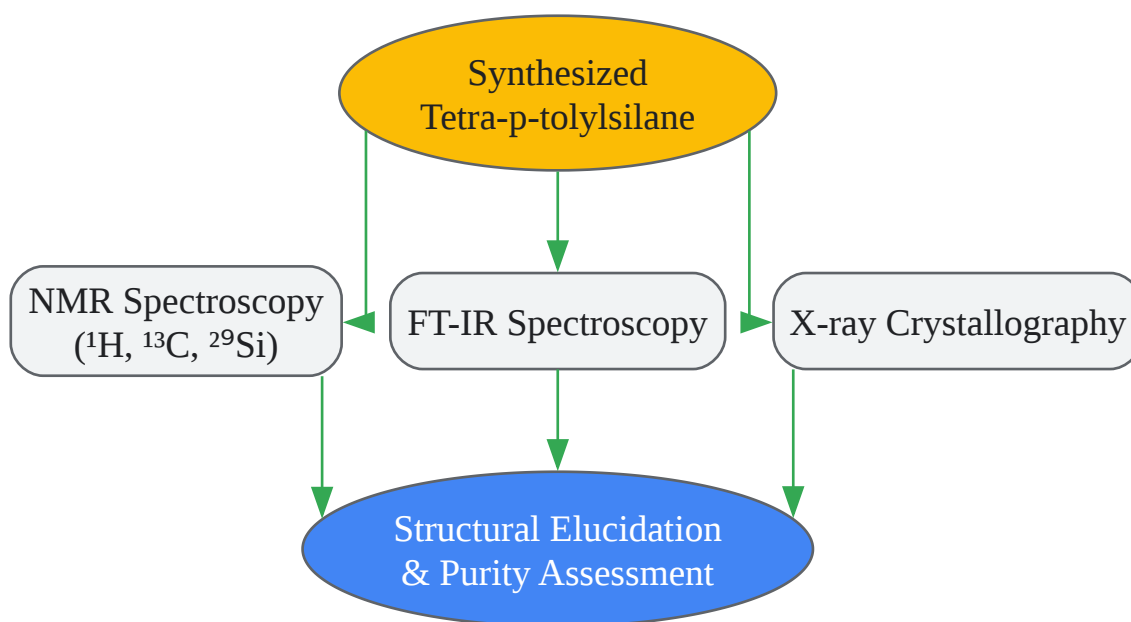 Synthesized
Tetra-p-tolylsilane
NMR Spectroscopy
(¹H, ¹³C, ²⁹Si)
FT-IR Spectroscopy
X-ray Crystallography
Structural Elucidation
& Purity Assessment